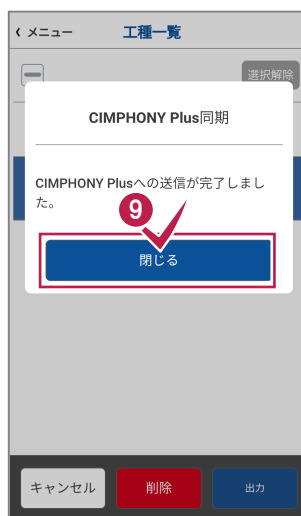 ‹ メニュー 工種一覧
選択解除
CIMPHONY Plus同期
CIMPHONY Plusへの送信が完了しまし
た。
9
閉じる
キャンセル 削除 出力